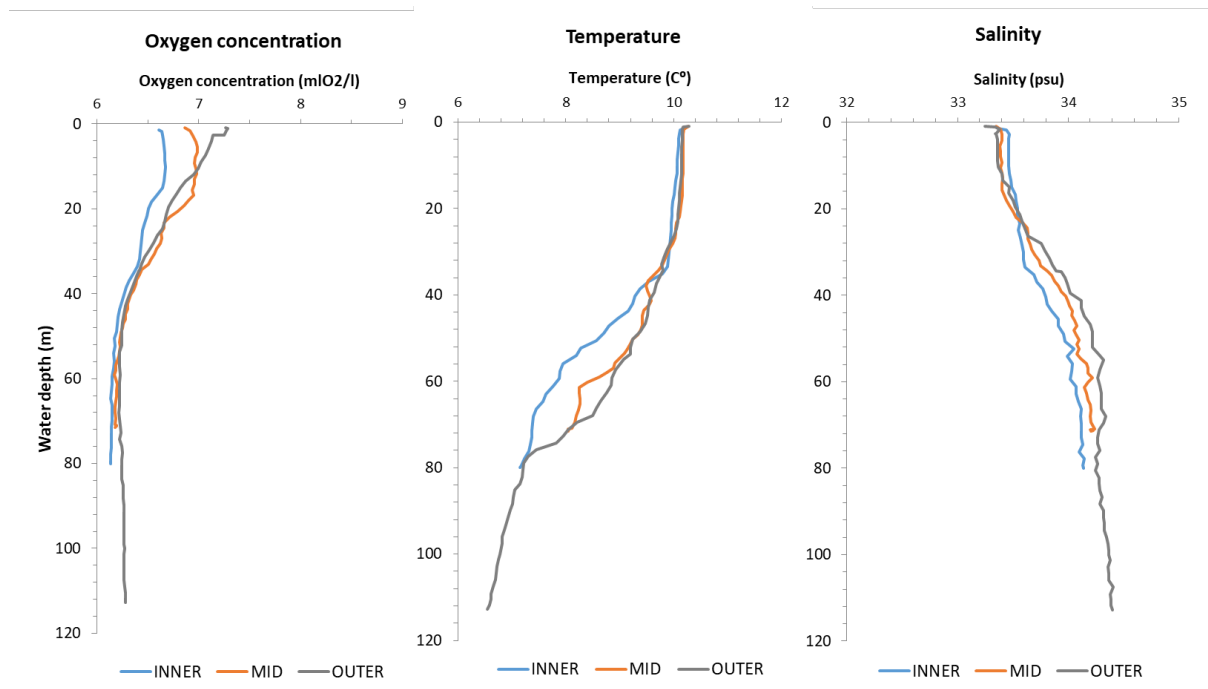 Oxygen concentration
Oxygen concentration (mlO2/l)
6 7 8 9
0
20
40
60
80
100
120
Water depth (m)
INNER MID OUTER
Temperature
Temperature (Cº)
6 8 10 12
0
20
40
60
80
100
120
INNER MID OUTER
Salinity
Salinity (psu)
32 33 34 35
0
20
40
60
80
100
120
INNER MID OUTER